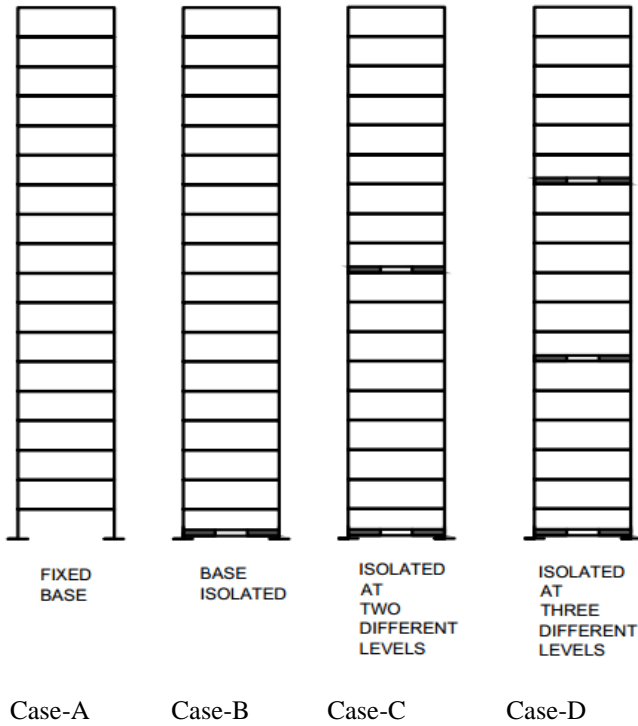 FIXED
BASE
BASE
ISOLATED
ISOLATED
AT
TWO
DIFFERENT
LEVELS
ISOLATED
AT
THREE
DIFFERENT
LEVELS
Case-A Case-B Case-C Case-D